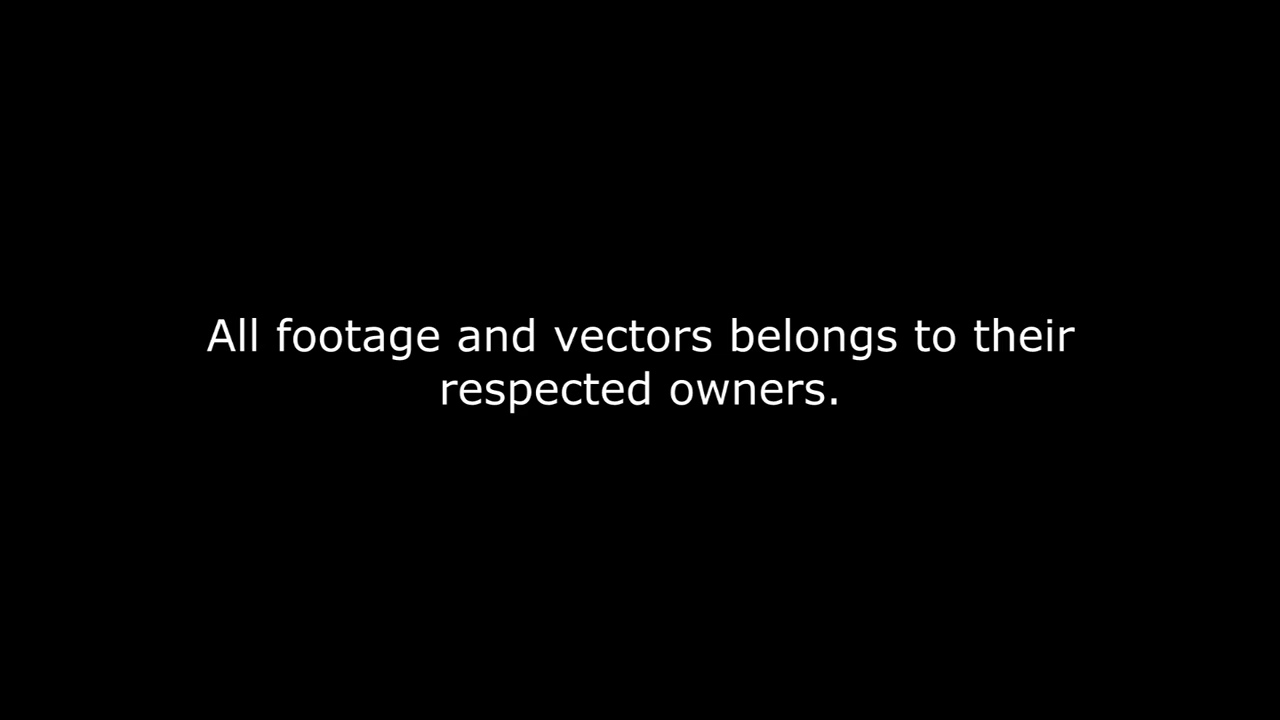 All footage and vectors belongs to their
respected owners.